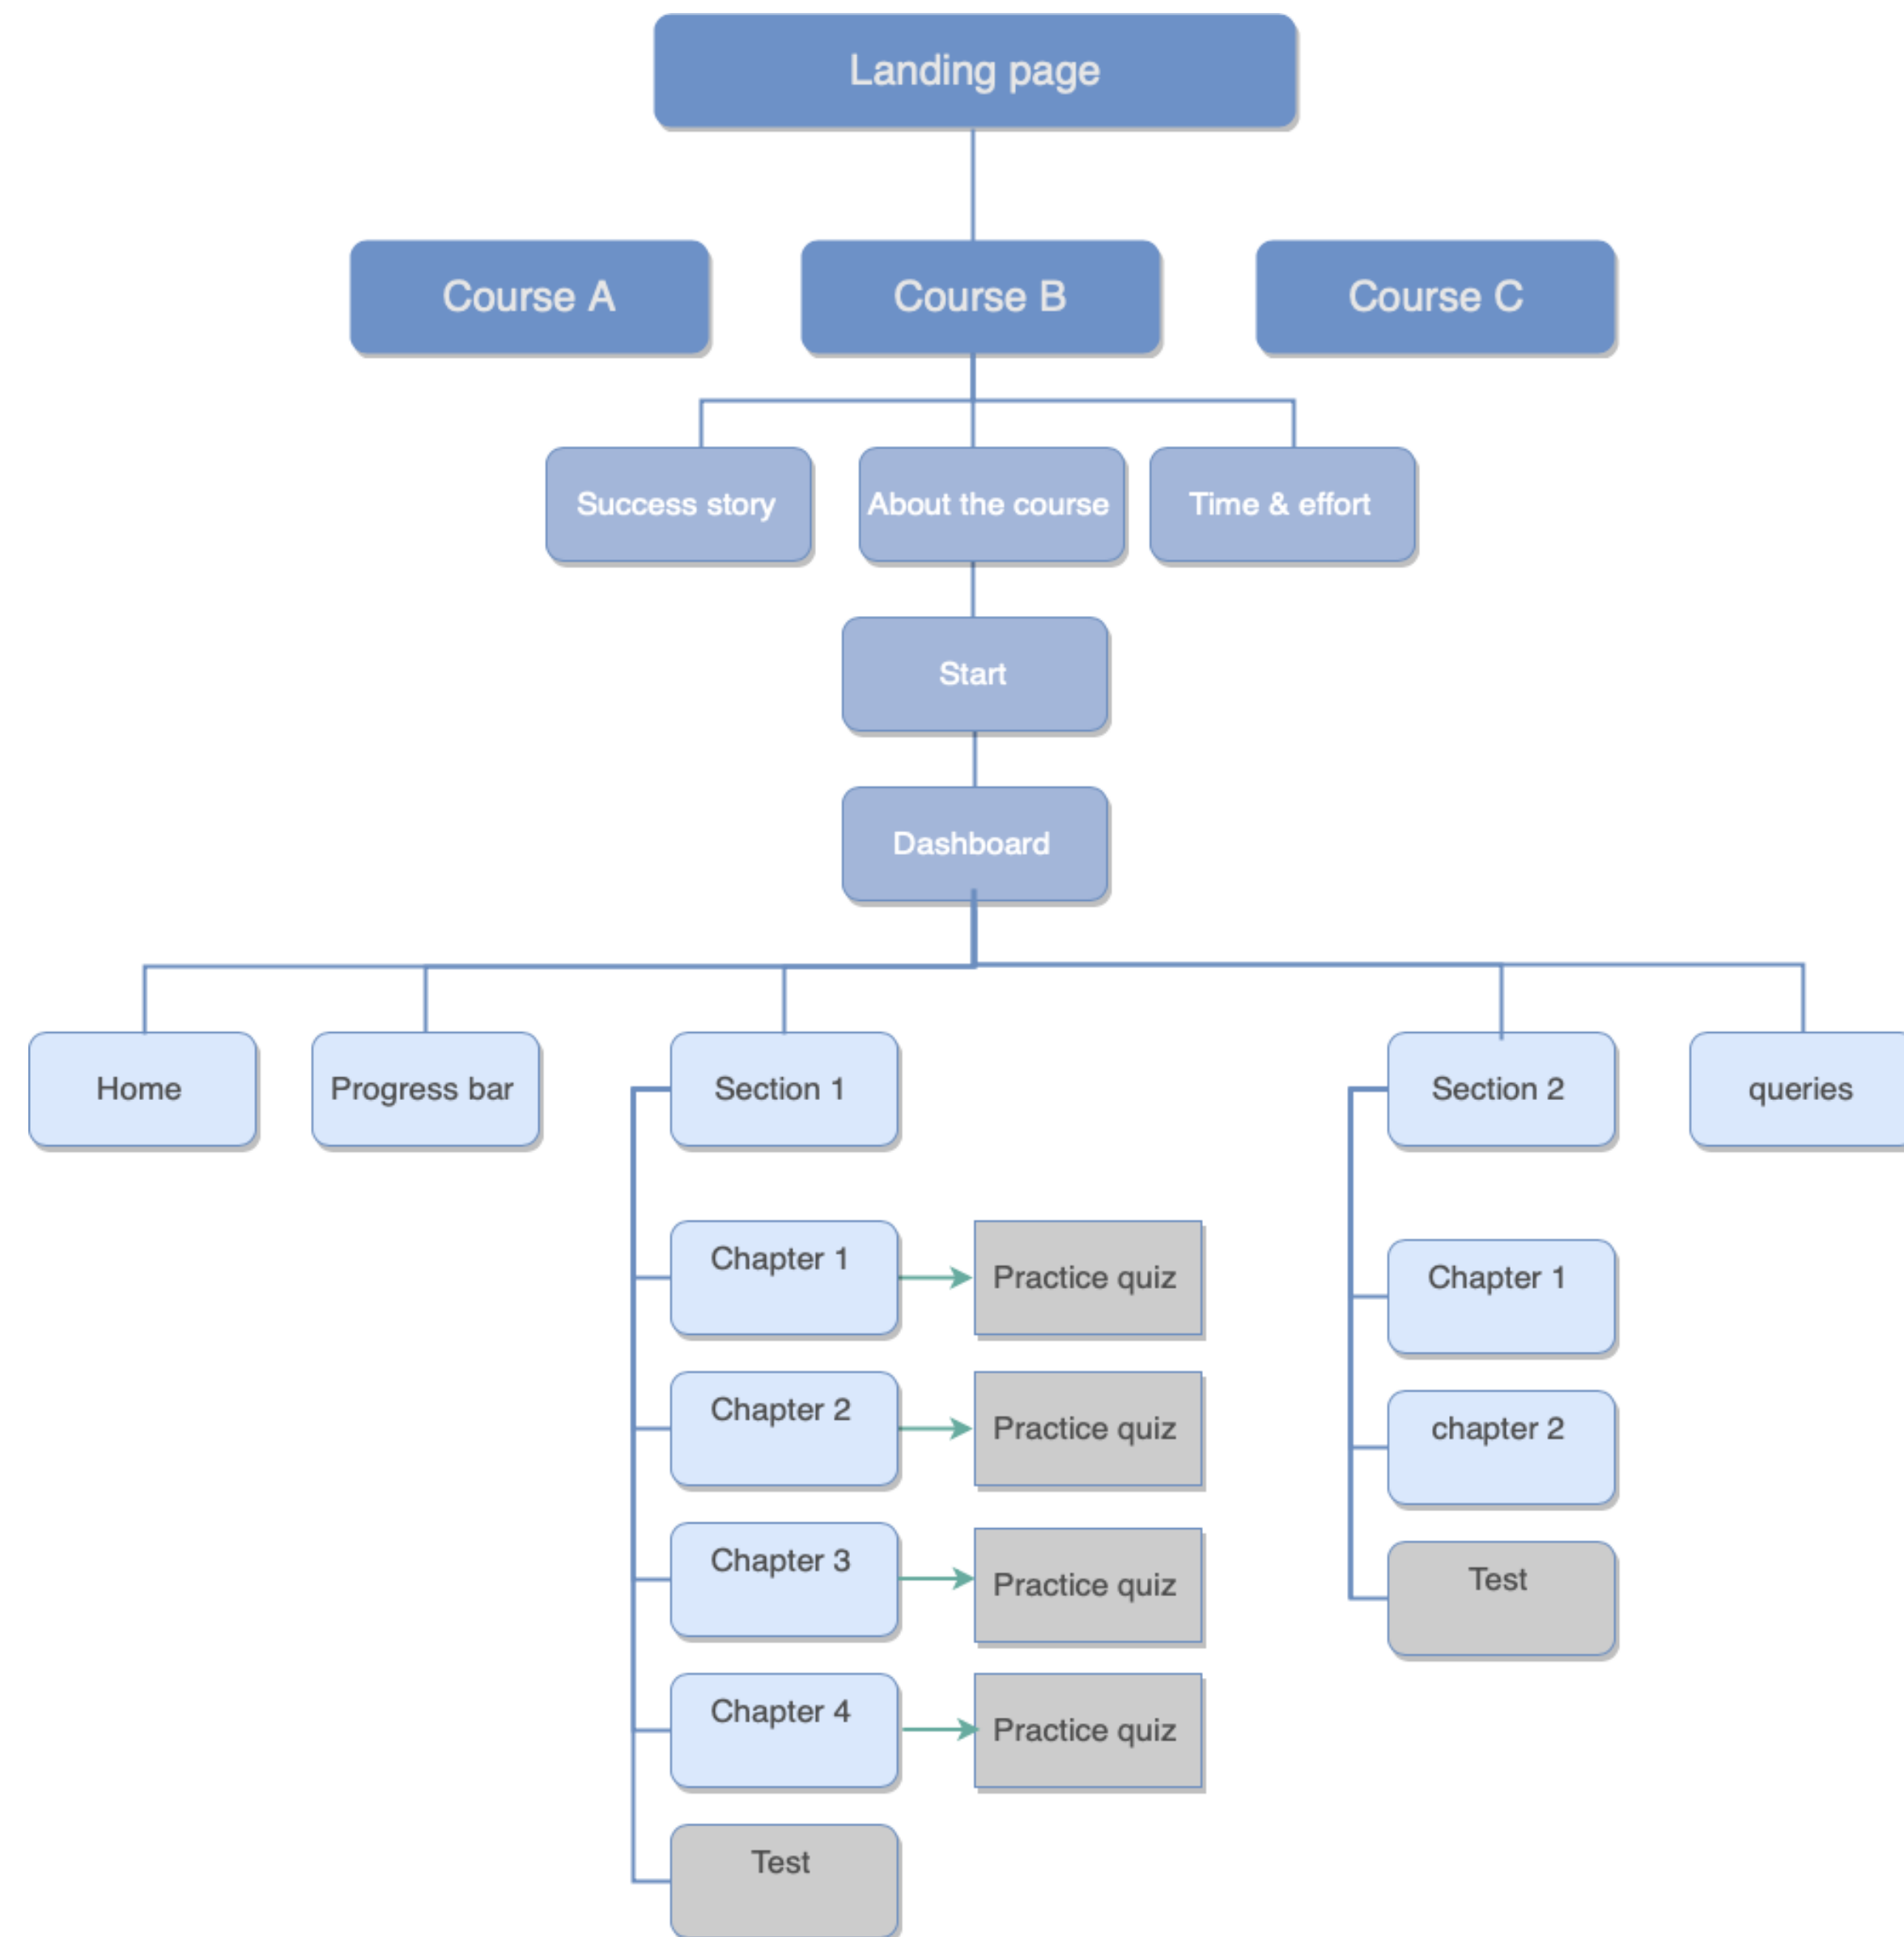 Landing page
Course A
Course B
Course C
Success story
About the course
Time & effort
Start
Dashboard
Home
Progress bar
Section 1
Section 2
queries
Chapter 1
Practice quiz
Chapter 1
Chapter 2
Practice quiz
chapter 2
Chapter 3
Practice quiz
Test
Chapter 4
Practice quiz
Test